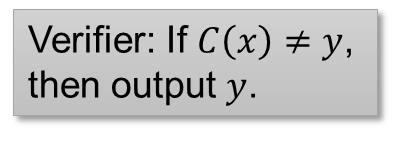 Verifier: If 𝐶(𝑥) ≠ 𝑦,
then output 𝑦.